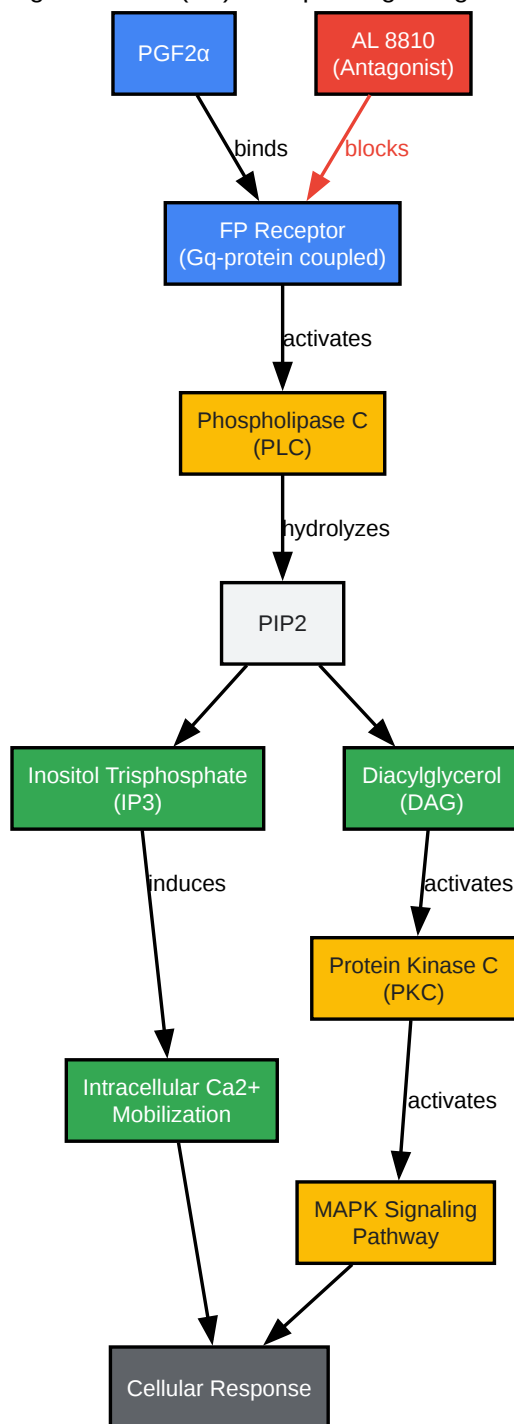 PGF2α
AL 8810
(Antagonist)
binds
blocks
FP Receptor
(Gq-protein coupled)
activates
Phospholipase C
(PLC)
hydrolyzes
PIP2
Inositol Trisphosphate
(IP3)
Diacylglycerol
(DAG)
induces
activates
Protein Kinase C
(PKC)
Intracellular Ca2+
Mobilization
activates
MAPK Signaling
Pathway
Cellular Response